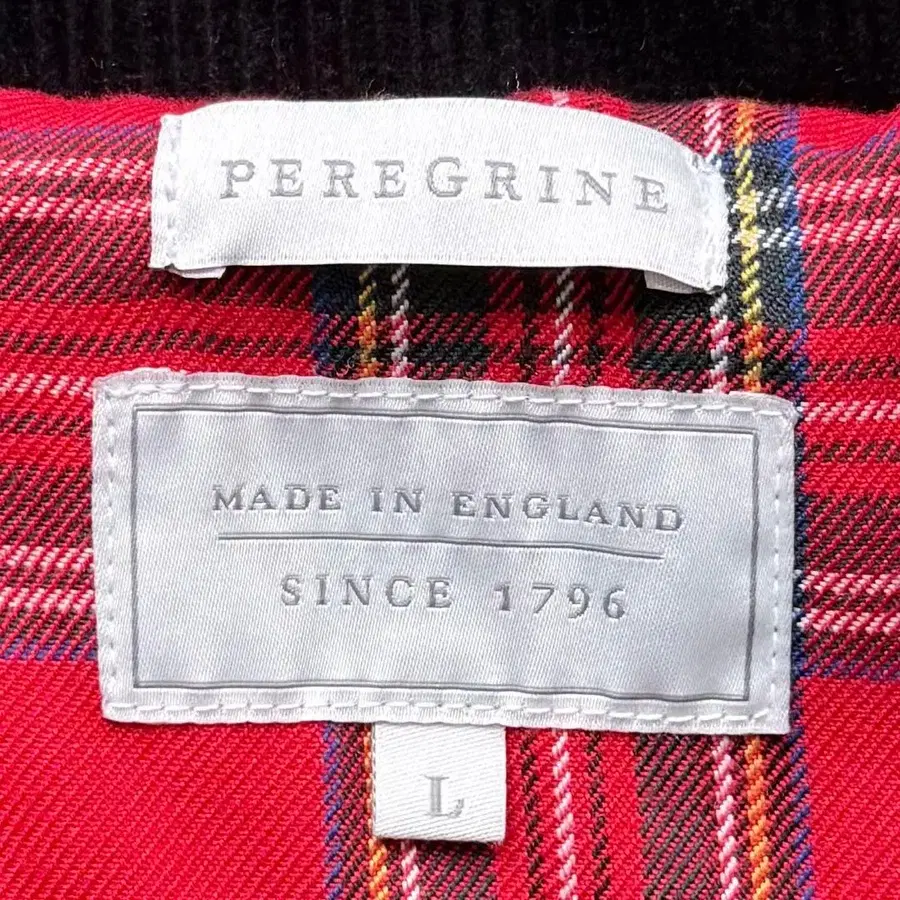 PEREGRINE
MADE IN ENGLAND
SINCE 1796
L